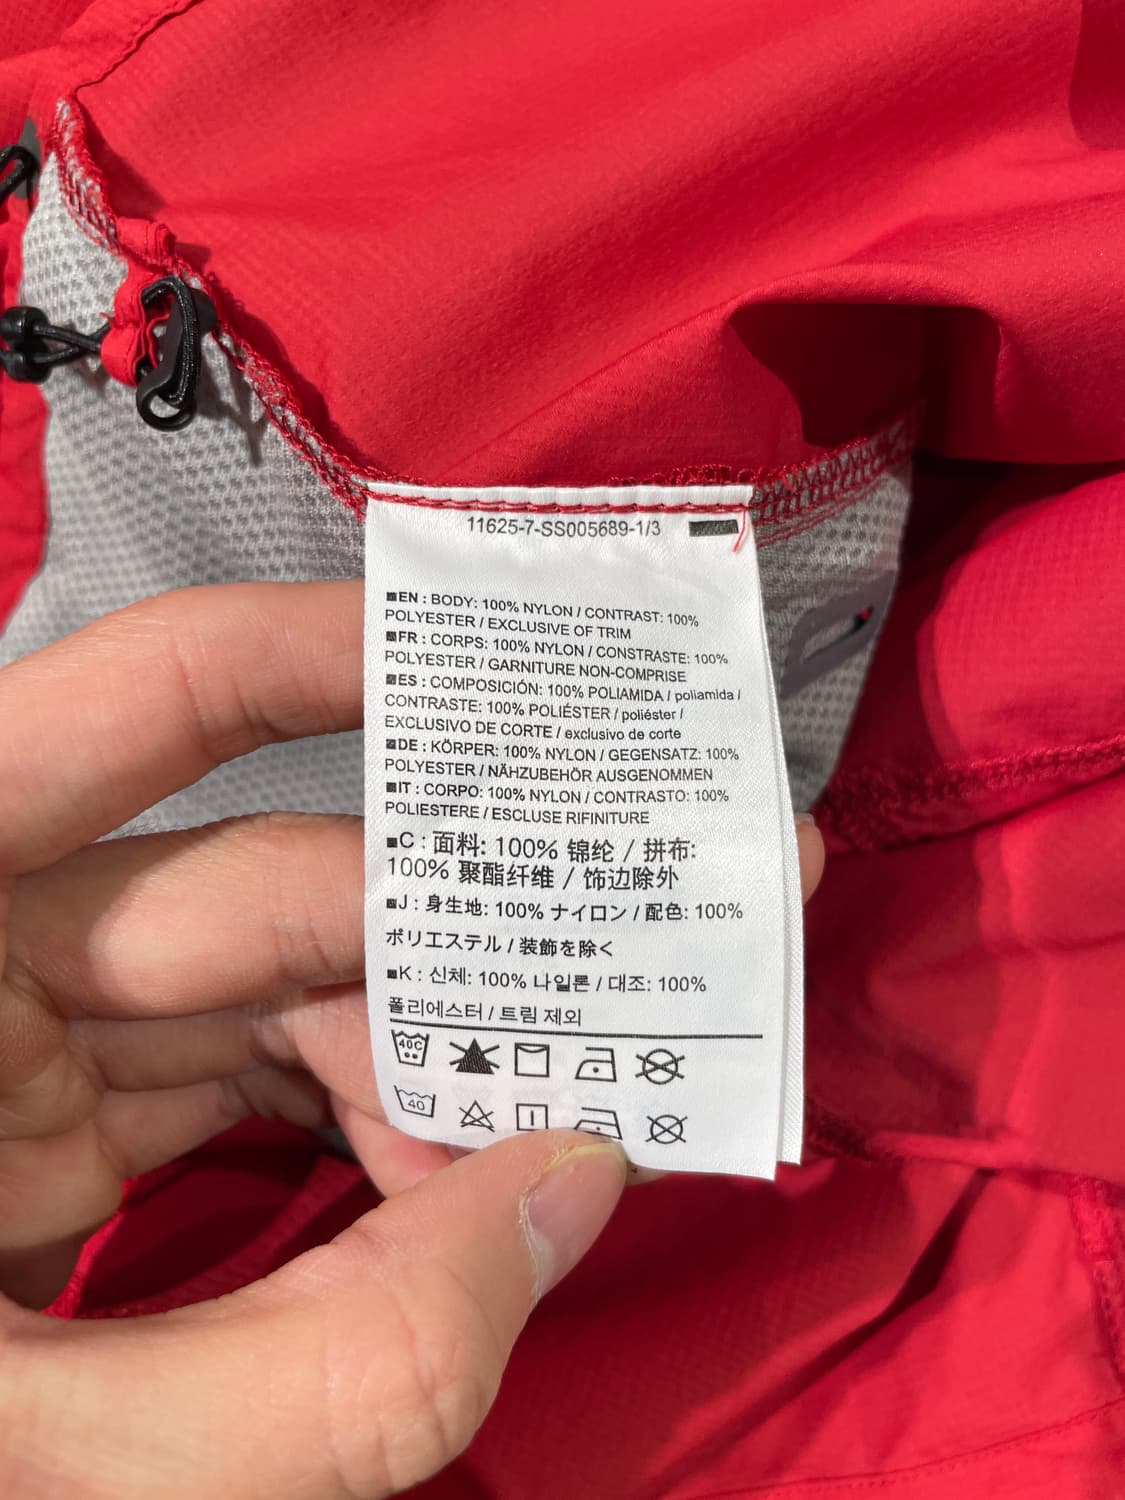 11625-7-SS005689-1/3
EN : BODY: 100% NYLON / CONTRAST: 100%
POLYESTER / EXCLUSIVE OF TRIM
FR : CORPS: 100% NYLON / CONSTRASTE: 100%
POLYESTER / GARNITURE NON-COMPRISE
ES : COMPOSICIÓN: 100% POLIAMIDA / poliamida /
CONTRASTE: 100% POLIÉSTER / poliéster /
EXCLUSIVO DE CORTE / exclusivo de corte
DE : KÖRPER: 100% NYLON / GEGENSATZ: 100%
POLYESTER / NÄHZUBEHÖR AUSGENOMMEN
IT : CORPO: 100% NYLON / CONTRASTO: 100%
POLIESTERE / ESCLUSE RIFINITURE
C : 面料: 100% 锦纶 / 拼布:
100% 聚酯纤维 / 饰边除外
J : 身生地: 100% ナイロン / 配色: 100%
ポリエステル / 装飾を除く
K : 신체: 100% 나일론 / 대조: 100%
폴리에스터 / 트림 제외
40C
40